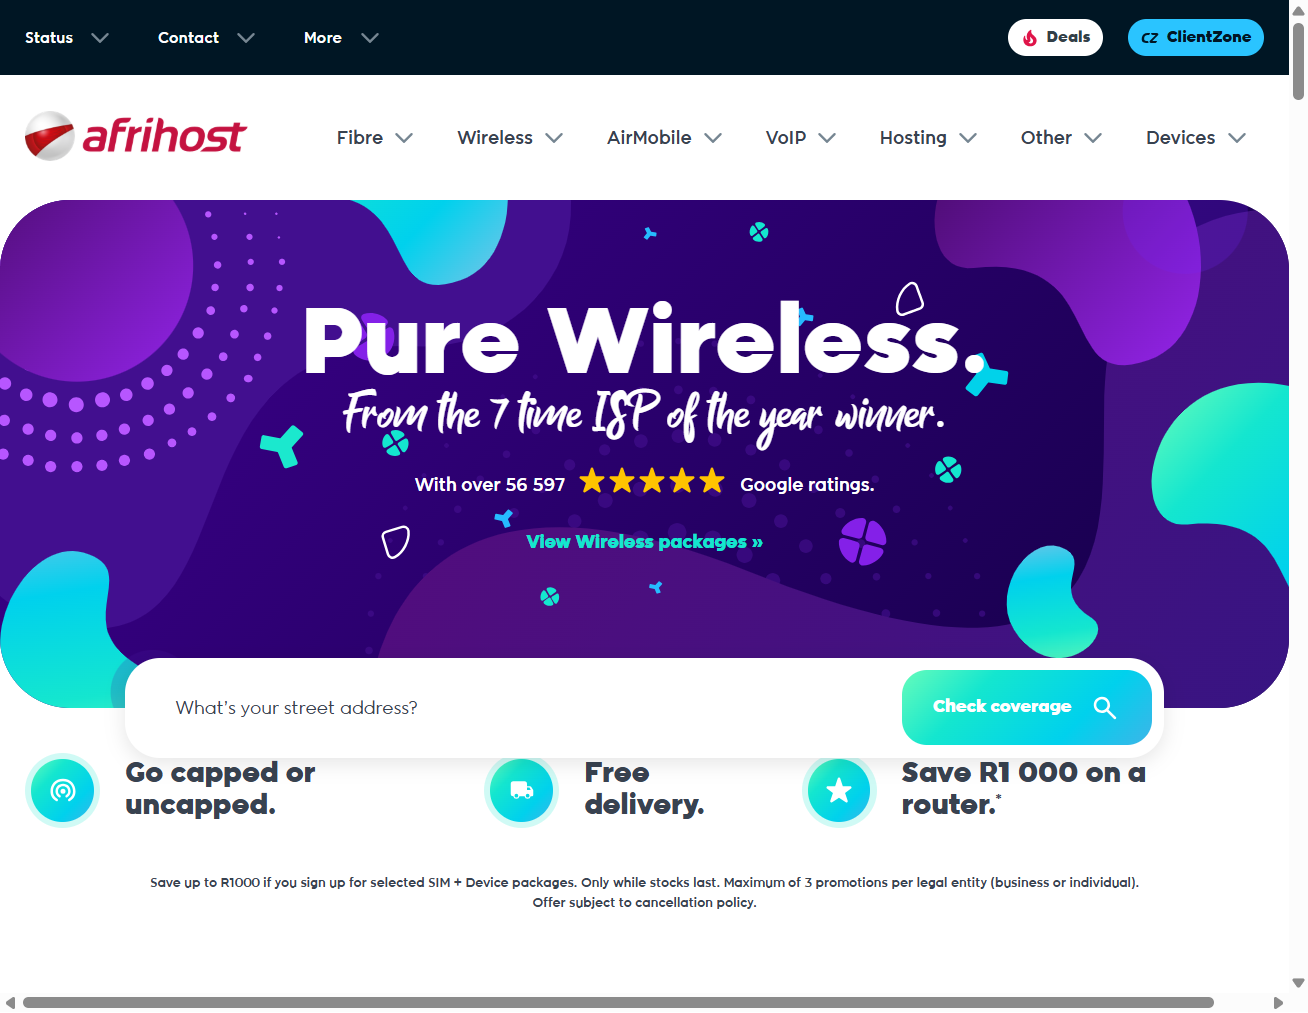 Status
Contact
More
Deals
CZ ClientZone
afrihost
Fibre
Wireless
AirMobile
VoIP
Hosting
Other
Devices
Pure Wireless.
From the 7 time ISP of the year winner.
With over 56 597
Google ratings.
View Wireless packages »
What's your street address?
Check coverage
Go capped or
uncapped.
Free
delivery.
Save R1 000 on a
router.*
Save up to R1000 if you sign up for selected SIM + Device packages. Only while stocks last. Maximum of 3 promotions per legal entity (business or individual).
Offer subject to cancellation policy.